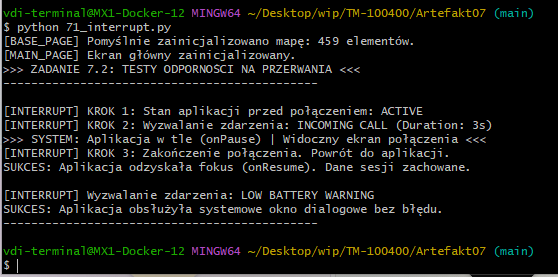 vdi-terminal@MX1-Docker-12 MINGW64 ~/Desktop/wip/TM-100400/Artefakt07 (main)
$ python 71_interrupt.py
[BASE_PAGE] Pomyślnie zainicjalizowano mapę: 459 elementów.
[MAIN_PAGE] Ekran główny zainicjalizowany.
>>> ZADANIE 7.2: TESTY ODPORNOŚCI NA PRZERWANIA <<<
---------------------------------------------
[INTERRUPT] KROK 1: Stan aplikacji przed połączeniem: ACTIVE
[INTERRUPT] KROK 2: Wyzwalanie zdarzenia: INCOMING CALL (Duration: 3s)
>>> SYSTEM: Aplikacja w tle (onPause) | Widoczny ekran połączenia <<<
[INTERRUPT] KROK 3: Zakończenie połączenia. Powrót do aplikacji.
SUKCES: Aplikacja odzyskała fokus (onResume). Dane sesji zachowane.
[INTERRUPT] Wyzwalanie zdarzenia: LOW BATTERY WARNING
SUKCES: Aplikacja obsłużyła systemowe okno dialogowe bez błędu.
---------------------------------------------
vdi-terminal@MX1-Docker-12 MINGW64 ~/Desktop/wip/TM-100400/Artefakt07 (main)
$